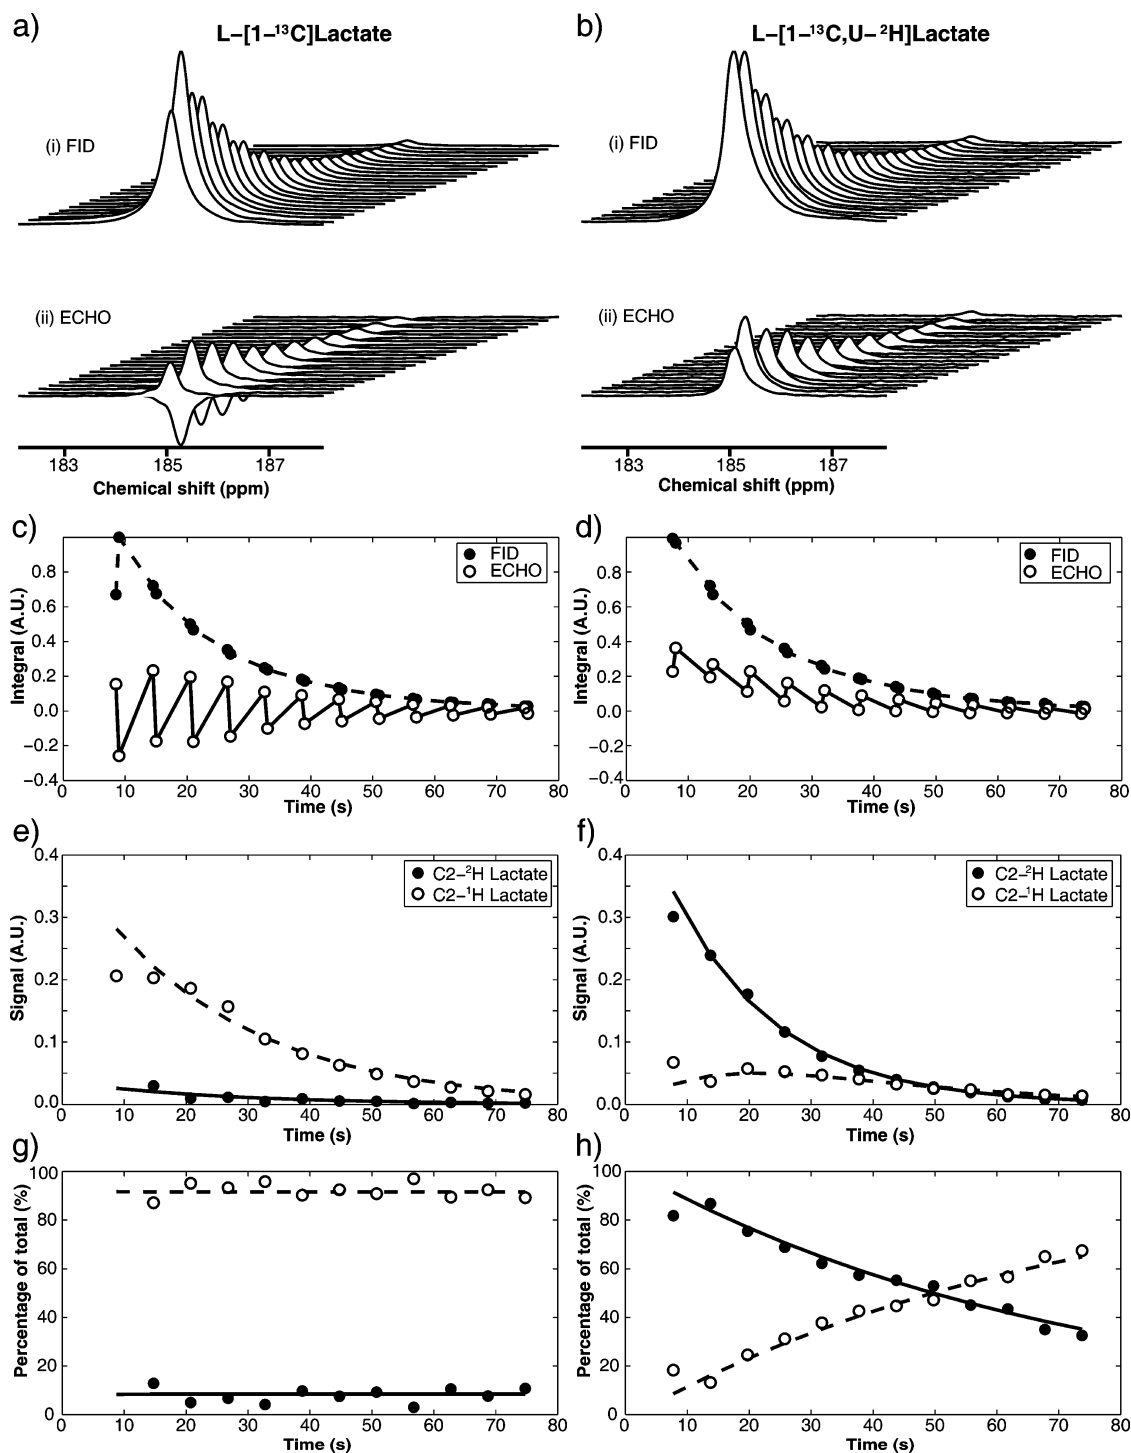 a)
L–[1–¹³C]Lactate
b)
L–[1–¹³C,U–²H]Lactate
(i) FID
(i) FID
(ii) ECHO
(ii) ECHO
183 185 187
Chemical shift (ppm)
183 185 187
Chemical shift (ppm)
c)
Integral (A.U.)
0.8
0.6
0.4
0.2
0.0
−0.2
−0.4
FID
ECHO
0 10 20 30 40 50 60 70 80
Time (s)
d)
Integral (A.U.)
0.8
0.6
0.4
0.2
0.0
−0.2
−0.4
FID
ECHO
0 10 20 30 40 50 60 70 80
Time (s)
e)
Signal (A.U.)
0.4
0.3
0.2
0.1
0.0
C2–²H Lactate
C2–¹H Lactate
0 10 20 30 40 50 60 70 80
Time (s)
f)
Signal (A.U.)
0.4
0.3
0.2
0.1
0.0
C2–²H Lactate
C2–¹H Lactate
0 10 20 30 40 50 60 70 80
Time (s)
g)
Percentage of total (%)
100
80
60
40
20
0
0 10 20 30 40 50 60 70 80
Time (s)
h)
Percentage of total (%)
100
80
60
40
20
0
0 10 20 30 40 50 60 70 80
Time (s)